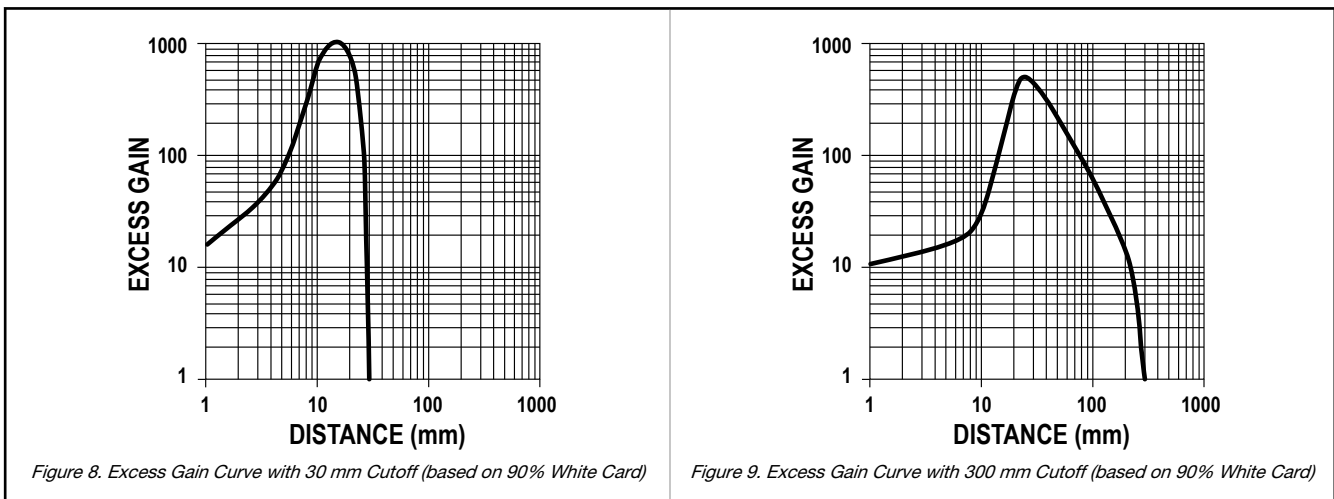 1000
100
10
1
EXCESS GAIN
1 10 100 1000
DISTANCE (mm)
Figure 8. Excess Gain Curve with 30 mm Cutoff (based on 90% White Card)
1000
100
10
1
EXCESS GAIN
1 10 100 1000
DISTANCE (mm)
Figure 9. Excess Gain Curve with 300 mm Cutoff (based on 90% White Card)